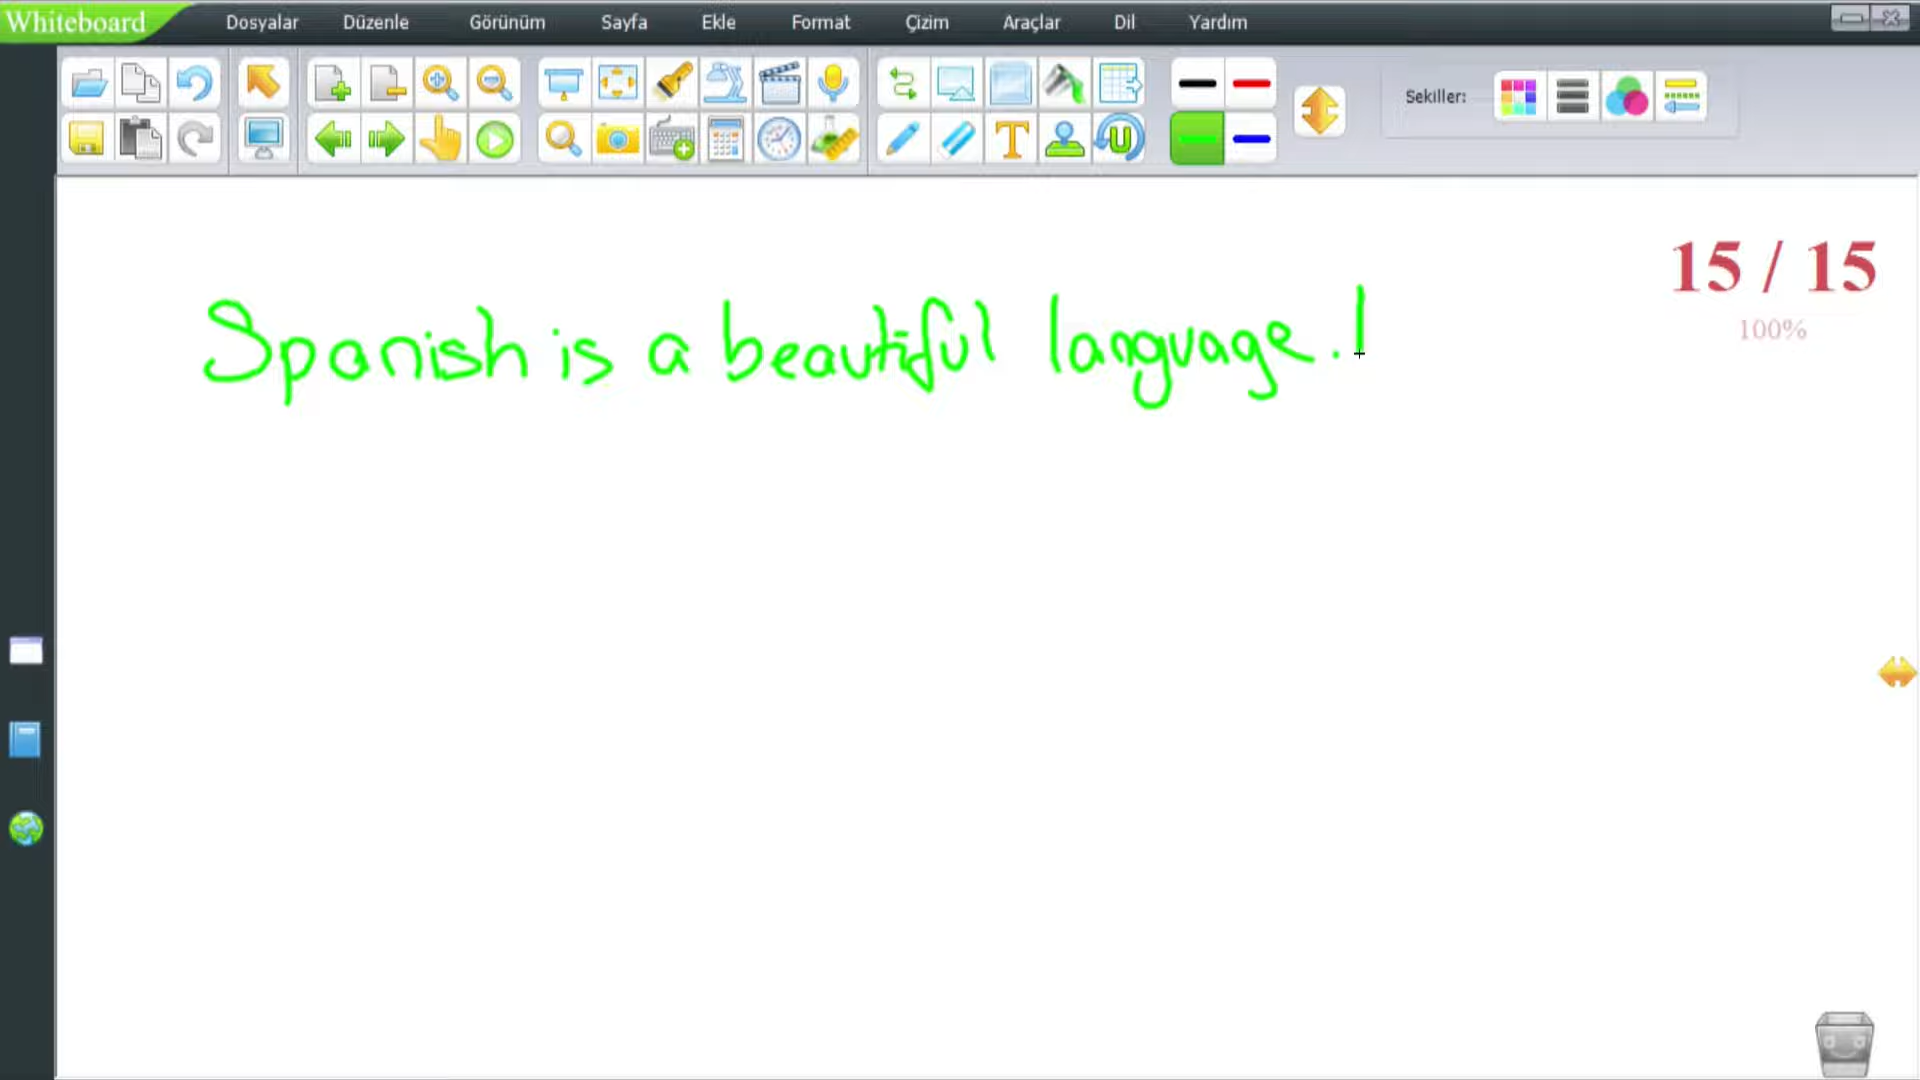 Whiteboard Dosyalar Düzenle Görünüm Sayfa Ekle Format Çizim Araçlar Dil Yardım
Sekiller:
15 / 15
100%
Spanish is a beautiful language. I